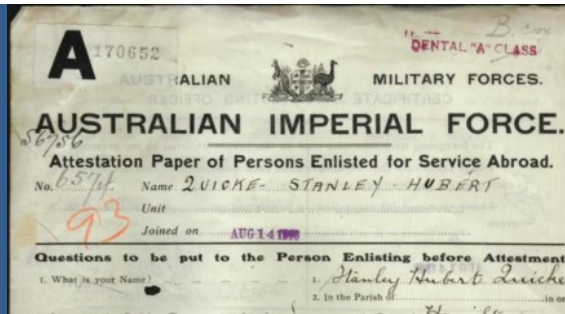 B. Coy
A 170652
DENTAL "A" CLASS
ALIAN MILITARY FORCES.
AUSTRALIAN IMPERIAL FORCE.
56756
Attestation Paper of Persons Enlisted for Service Abroad.
No. Name QUICKE- STANLEY HUBERT
Unit
93
Joined on AUG 14
Questions to be put to the Person Enlisting before Attestment
1. What is your Name? 1. Stanley Hubert Quicke
2. In the Parish of in or